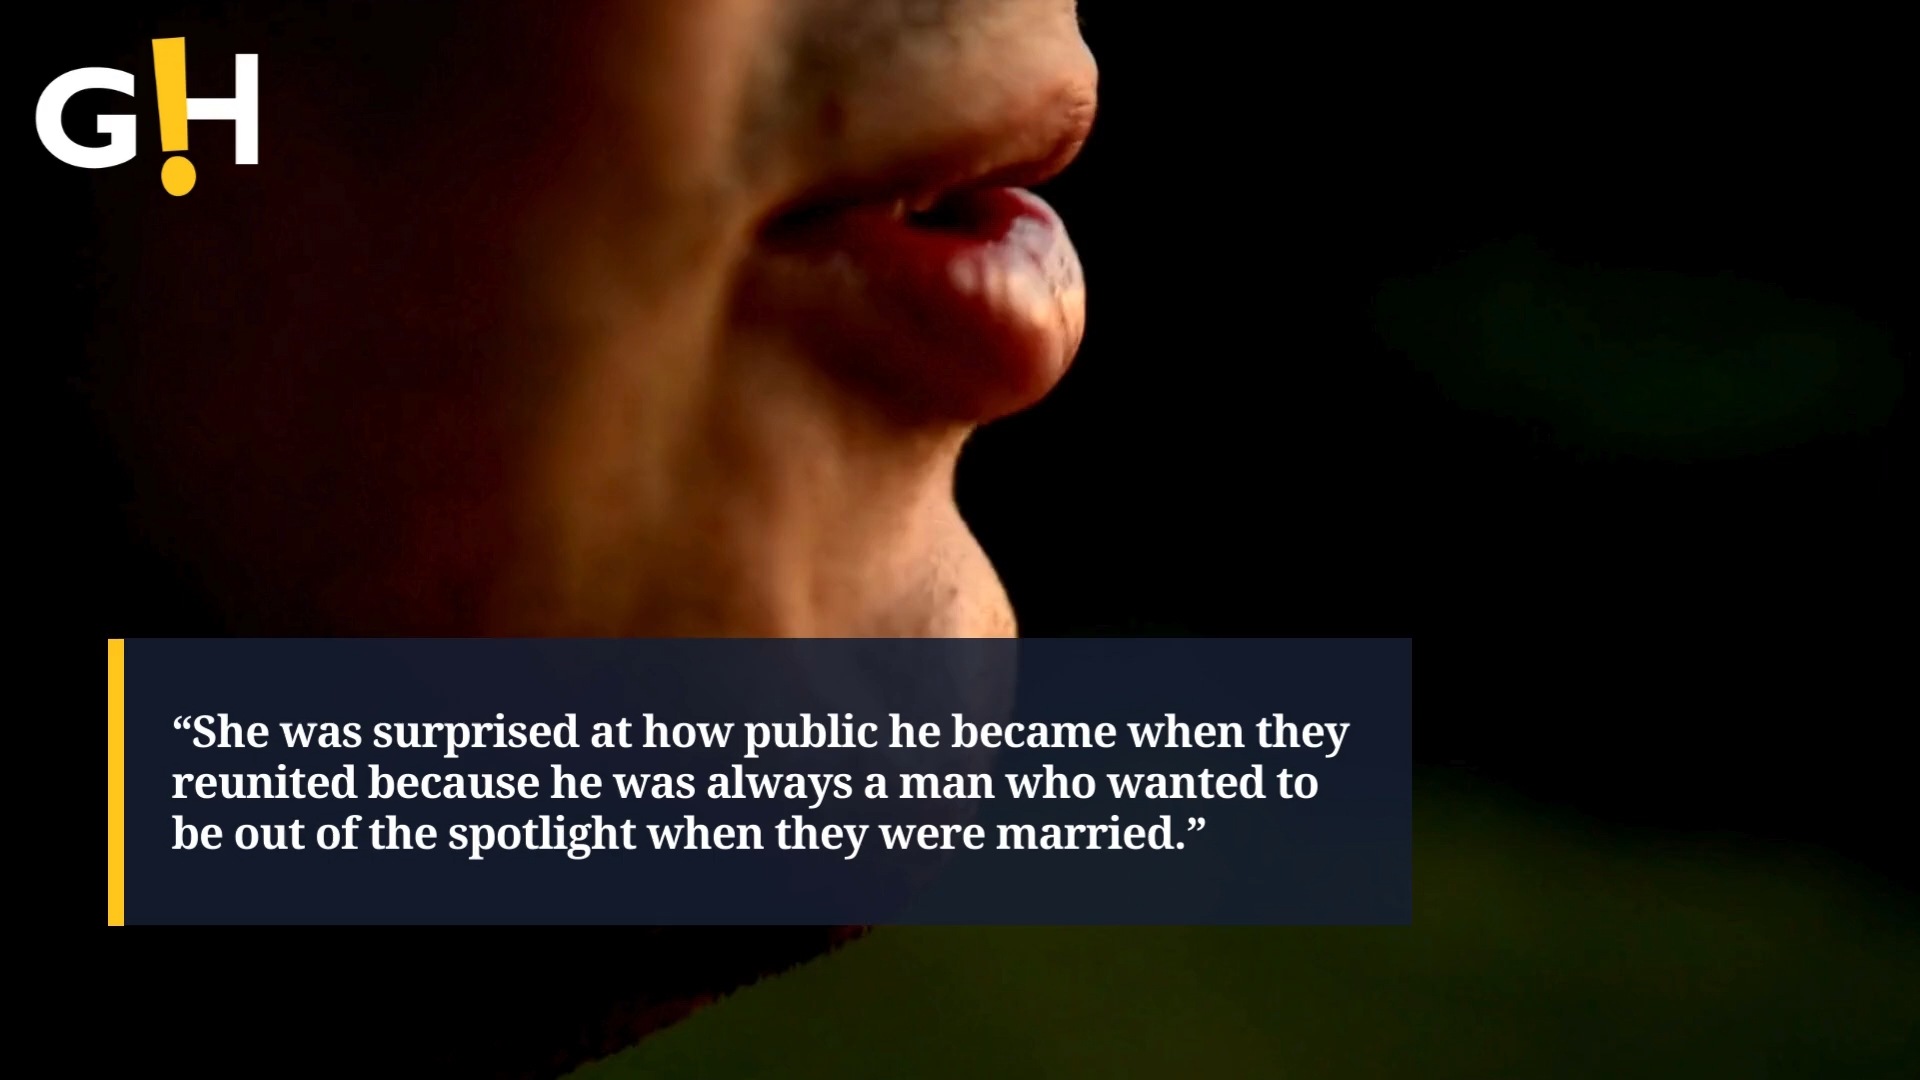 G!H
“She was surprised at how public he became when they
reunited because he was always a man who wanted to
be out of the spotlight when they were married.”